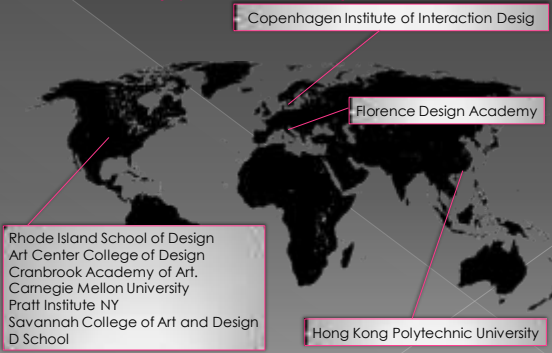 Copenhagen Institute of Interaction Desig
Florence Design Academy
Rhode Island School of Design
Art Center College of Design
Cranbrook Academy of Art.
Carnegie Mellon University
Pratt Institute NY
Savannah College of Art and Design
D School
Hong Kong Polytechnic University